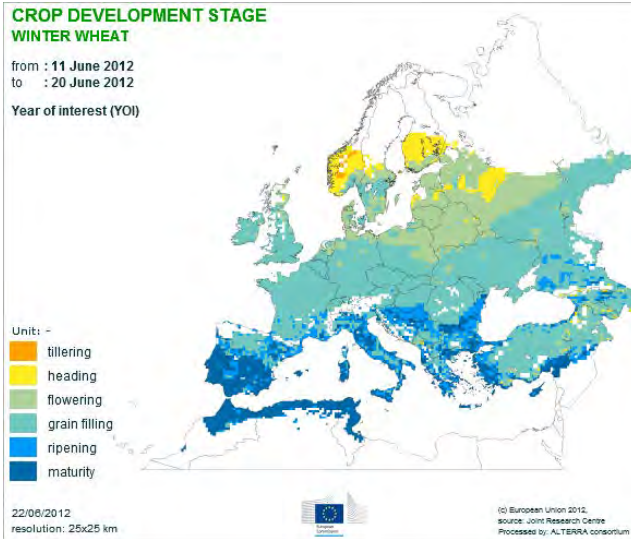 CROP DEVELOPMENT STAGE
WINTER WHEAT
from : 11 June 2012
to : 20 June 2012
Year of interest (YOI)
Unit: -
tillering
heading
flowering
grain filling
ripening
maturity
22/06/2012
resolution: 25x25 km
European
Commission
(c) European Union 2012,
source: Joint Research Centre
Processed by: ALTERRA consortium